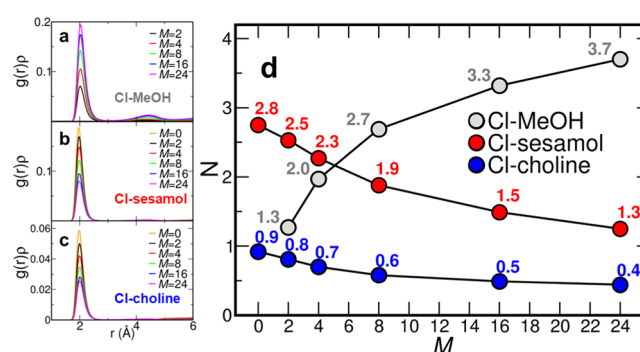 0.2
0.1
g(r)ρ
a
M=2
M=4
M=8
M=16
M=24
Cl-MeOH
0.1
g(r)ρ
b
M=0
M=2
M=4
M=8
M=16
M=24
Cl-sesamol
0.06
0.04
0.02
0.00
g(r)ρ
c
M=0
M=2
M=4
M=8
M=16
M=24
Cl-choline
0 2 4 6
r (Å)
d
4
3
2
1
0
N
3.7
3.3
2.7
2.0
1.3
2.8
2.5
2.3
1.9
1.5
1.3
0.9
0.8
0.7
0.6
0.5
0.4
Cl-MeOH
Cl-sesamol
Cl-choline
0 2 4 6 8 10 12 14 16 18 20 22 24
M